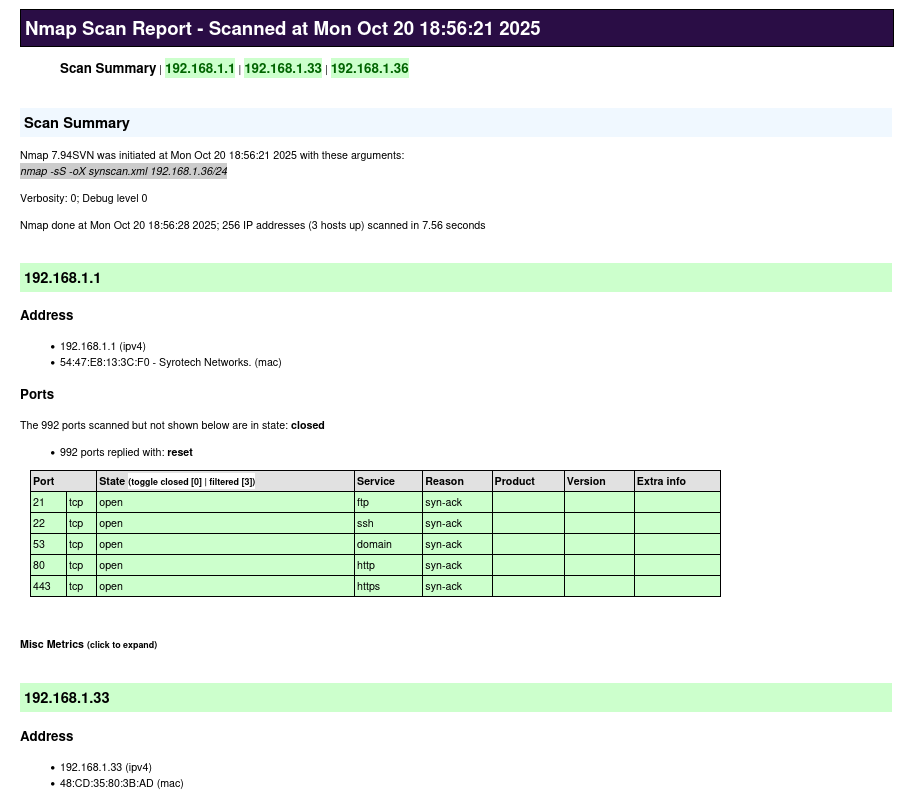 Nmap Scan Report - Scanned at Mon Oct 20 18:56:21 2025
Scan Summary | 192.168.1.1 | 192.168.1.33 | 192.168.1.36
Scan Summary
Nmap 7.94SVN was initiated at Mon Oct 20 18:56:21 2025 with these arguments:
nmap -sS -oX synscan.xml 192.168.1.36/24
Verbosity: 0; Debug level 0
Nmap done at Mon Oct 20 18:56:28 2025; 256 IP addresses (3 hosts up) scanned in 7.56 seconds
192.168.1.1
Address
• 192.168.1.1 (ipv4)
• 54:47:E8:13:3C:F0 - Syrotech Networks. (mac)
Ports
The 992 ports scanned but not shown below are in state: closed
• 992 ports replied with: reset
Port State (toggle closed [0] | filtered [3]) Service Reason Product Version Extra info
21 tcp open ftp syn-ack
22 tcp open ssh syn-ack
53 tcp open domain syn-ack
80 tcp open http syn-ack
443 tcp open https syn-ack
Misc Metrics (click to expand)
192.168.1.33
Address
• 192.168.1.33 (ipv4)
• 48:CD:35:80:3B:AD (mac)